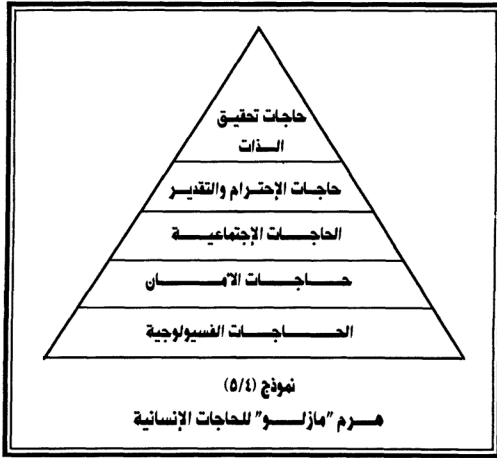 حاجات تحقيق
الذات
حاجات الإحترام والتقدير
الحاجات الإجتماعية
حاجات الامان
الحاجات الفسيولوجية
نموذج (٥/٤)
هرم "مازلو" للحاجات الإنسانية